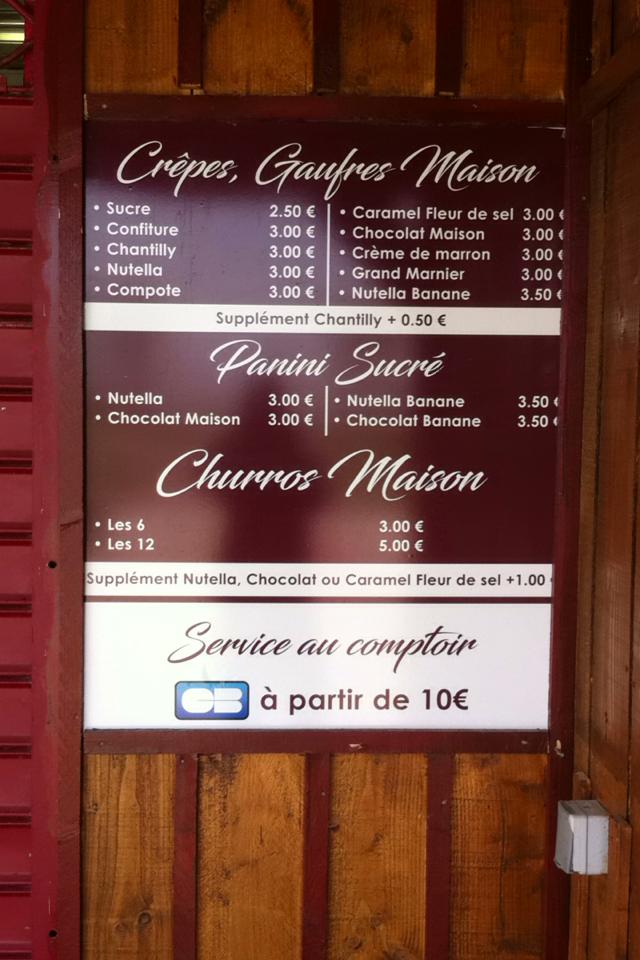 Crêpes, Gaufres Maison
• Sucre 2.50 €
• Confiture 3.00 €
• Chantilly 3.00 €
• Nutella 3.00 €
• Compote 3.00 €
• Caramel Fleur de sel 3.00 €
• Chocolat Maison 3.00 €
• Crème de marron 3.00 €
• Grand Marnier 3.00 €
• Nutella Banane 3.50 €
Supplément Chantilly + 0.50 €
Panini Sucré
• Nutella 3.00 €
• Chocolat Maison 3.00 €
• Nutella Banane 3.50 €
• Chocolat Banane 3.50 €
Churros Maison
• Les 6 3.00 €
• Les 12 5.00 €
Supplément Nutella, Chocolat ou Caramel Fleur de sel +1.00 €
Service au comptoir
CB à partir de 10€